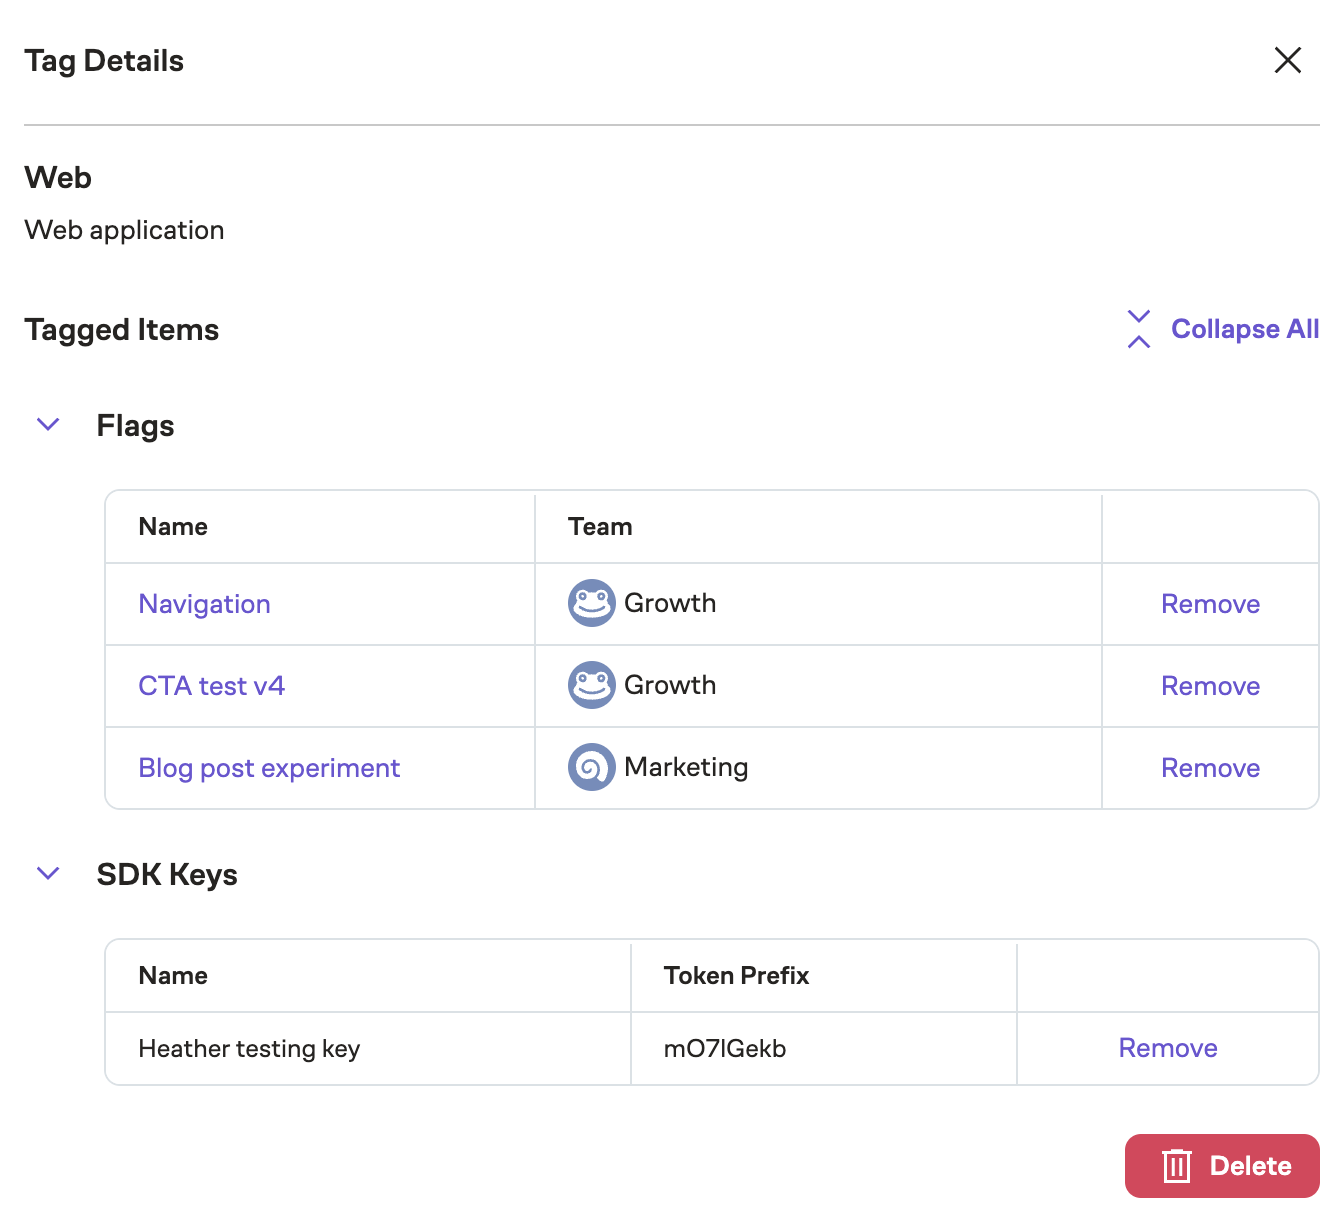 Tag Details
Web
Web application
Tagged Items
Collapse All
Flags
Name Team
Navigation Growth Remove
CTA test v4 Growth Remove
Blog post experiment Marketing Remove
SDK Keys
Name Token Prefix
Heather testing key mO7IGekb Remove
Delete